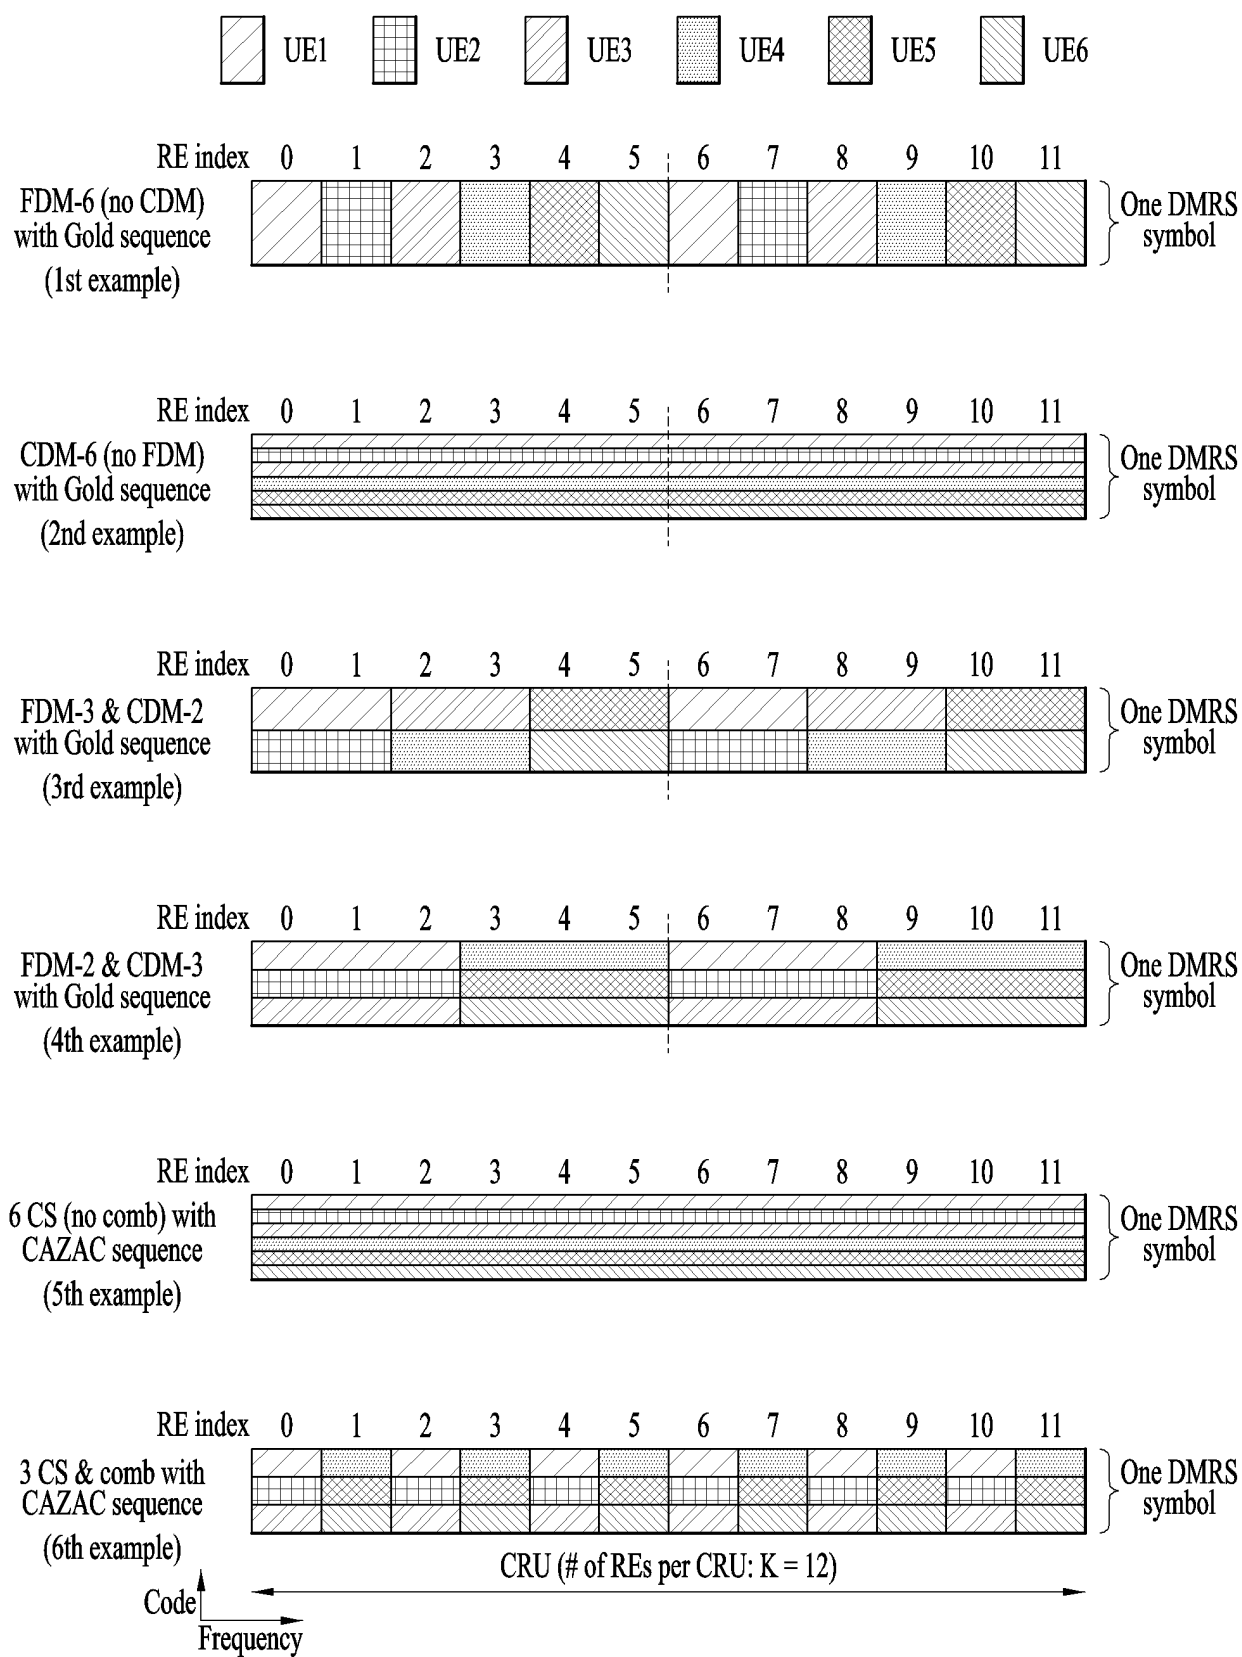 UE1 UE2 UE3 UE4 UE5 UE6
RE index 0 1 2 3 4 5 6 7 8 9 10 11
FDM-6 (no CDM)
with Gold sequence
(1st example)
One DMRS
symbol
RE index 0 1 2 3 4 5 6 7 8 9 10 11
CDM-6 (no FDM)
with Gold sequence
(2nd example)
One DMRS
symbol
RE index 0 1 2 3 4 5 6 7 8 9 10 11
FDM-3 & CDM-2
with Gold sequence
(3rd example)
One DMRS
symbol
RE index 0 1 2 3 4 5 6 7 8 9 10 11
FDM-2 & CDM-3
with Gold sequence
(4th example)
One DMRS
symbol
RE index 0 1 2 3 4 5 6 7 8 9 10 11
6 CS (no comb) with
CAZAC sequence
(5th example)
One DMRS
symbol
RE index 0 1 2 3 4 5 6 7 8 9 10 11
3 CS & comb with
CAZAC sequence
(6th example)
One DMRS
symbol
CRU (# of REs per CRU: K = 12)
Code
Frequency